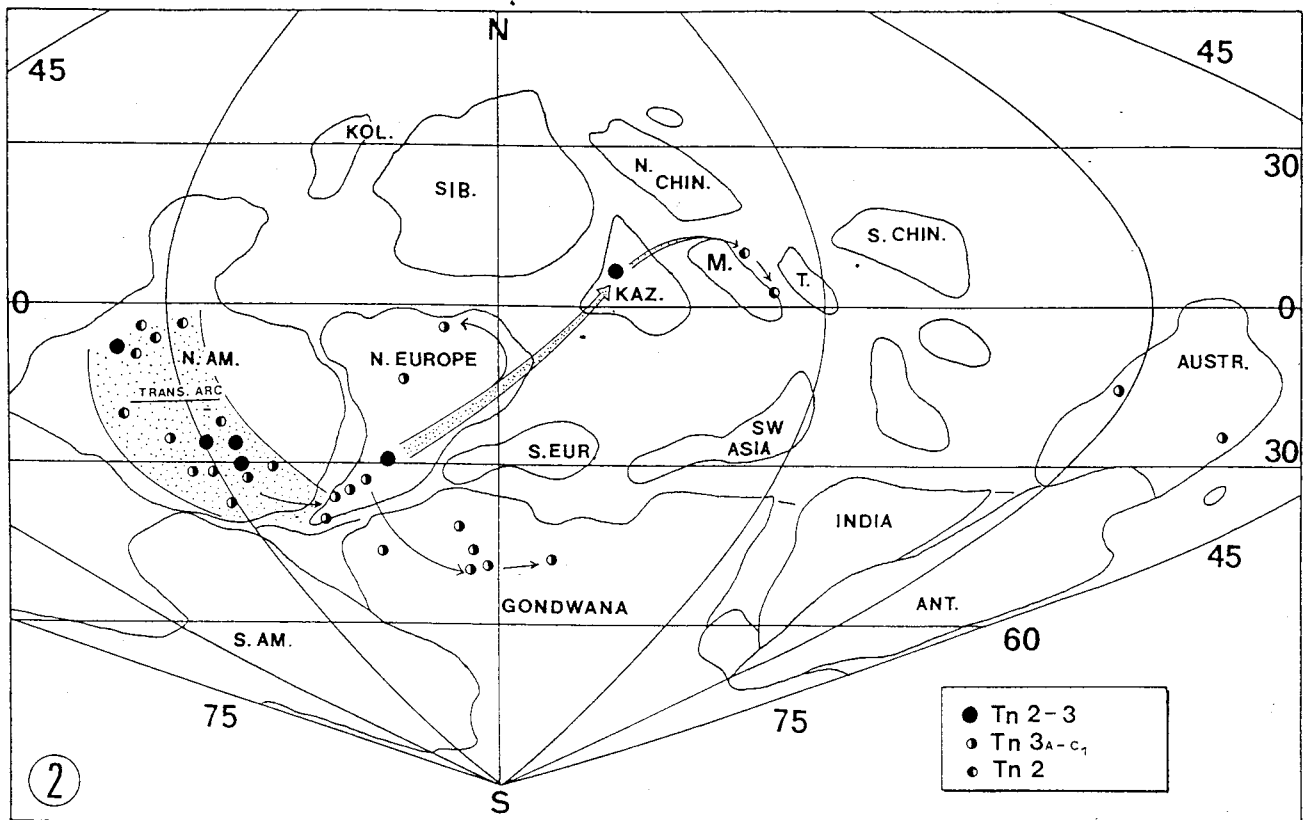 N
45
45
KOL.
SIB.
N.
CHIN.
30
S. CHIN.
M.
T.
KAZ.
0
0
N. AM.
N. EUROPE
AUSTR.
TRANS. ARC
SW
ASIA
S.EUR
30
INDIA
45
GONDWANA
ANT.
S. AM.
60
75
75
Tn 2-3
Tn 3A-C1
Tn 2
2
S